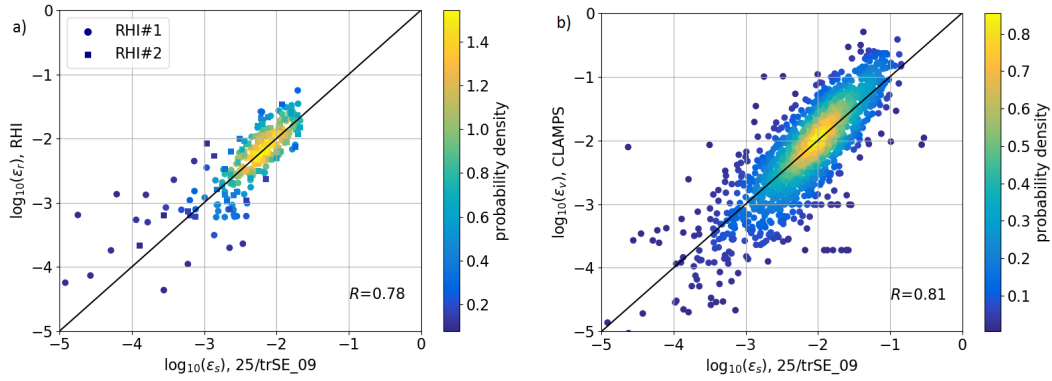 a)
RHI#1
RHI#2
0
−1
−2
−3
−4
−5
log10(εr), RHI
−5 −4 −3 −2 −1 0
log10(εs), 25/trSE_09
R=0.78
1.4
1.2
1.0
0.8
0.6
0.4
0.2
probability density
b)
0
−1
−2
−3
−4
−5
log10(εv), CLAMPS
−5 −4 −3 −2 −1 0
log10(εs), 25/trSE_09
R=0.81
0.8
0.7
0.6
0.5
0.4
0.3
0.2
0.1
probability density